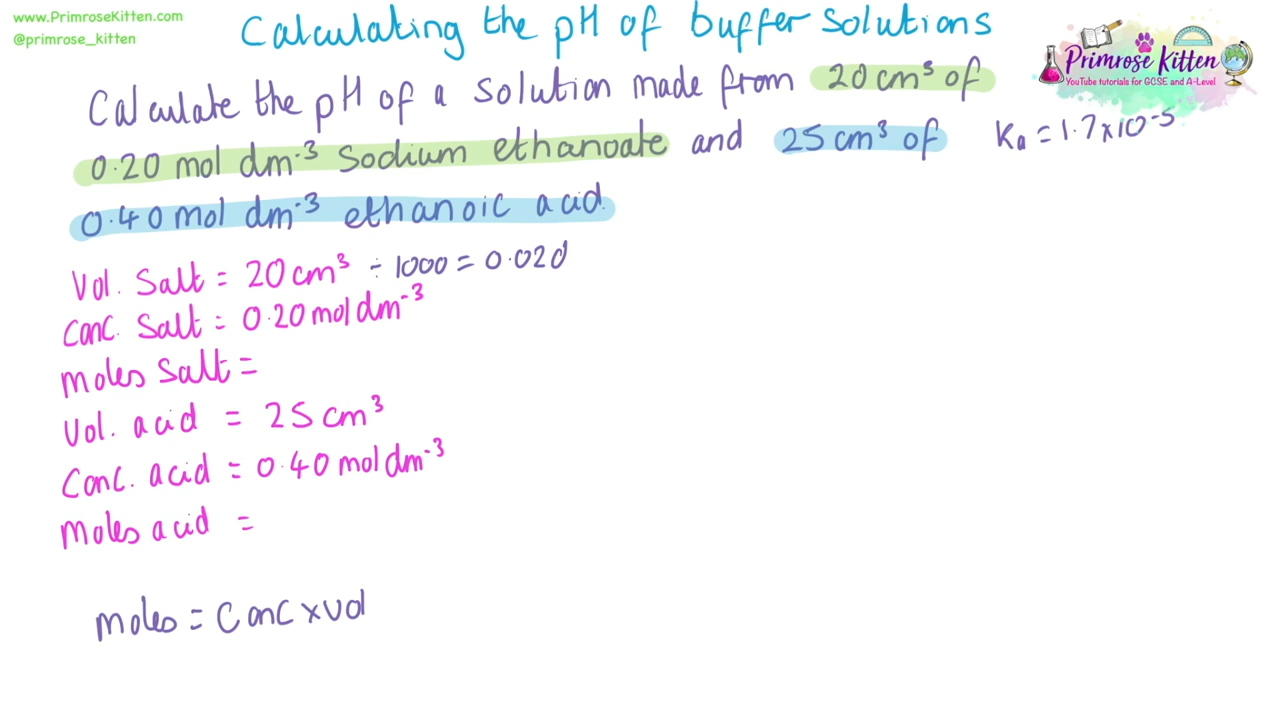 www.PrimroseKitten.com
@primrose_kitten
Calculating the pH of buffer solutions
Primrose Kitten
YouTube tutorials for GCSE and A-Level
Calculate the pH of a solution made from 20 cm³ of
0.20 mol dm⁻³ sodium ethanoate and 25 cm³ of
Ka = 1.7×10⁻⁵
0.40 mol dm⁻³ ethanoic acid.
Vol. Salt = 20 cm³ ÷ 1000 = 0.020
Conc. Salt = 0.20 mol dm⁻³
Moles Salt =
Vol. acid = 25 cm³
Conc. acid = 0.40 mol dm⁻³
Moles acid =
Moles = Conc × Vol